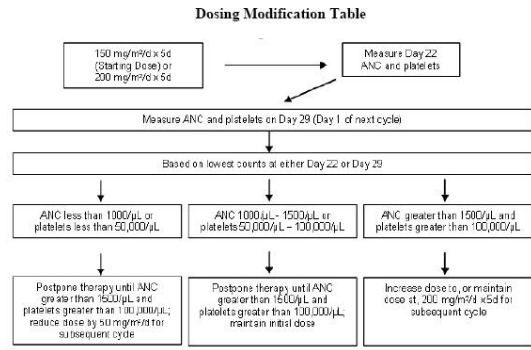 Dosing Modification Table
150 mg/m²/d x 5d
(Starting Dose) or
200 mg/m²/d x 5d
Measure Day 22
ANC and platelets
Measure ANC and platelets on Day 29 (Day 1 of next cycle)
Based on lowest counts at either Day 22 or Day 29
ANC less than 1000/µL or
platelets less than 50,000/µL
ANC 1000/µL - 1500/µL or
platelets 50,000/µL – 100,000/µL
ANC greater than 1500/µL and
platelets greater than 100,000/µL
Postpone therapy until ANC
greater than 1500/µL and
platelets greater than 100,000/µL;
reduce dose by 50 mg/m²/d for
subsequent cycle
Postpone therapy until ANC
greater than 1500/µL and
platelets greater than 100,000/µL;
maintain initial dose
Increase dose to, or maintain
dose at, 200 mg/m²/d x5d for
subsequent cycle